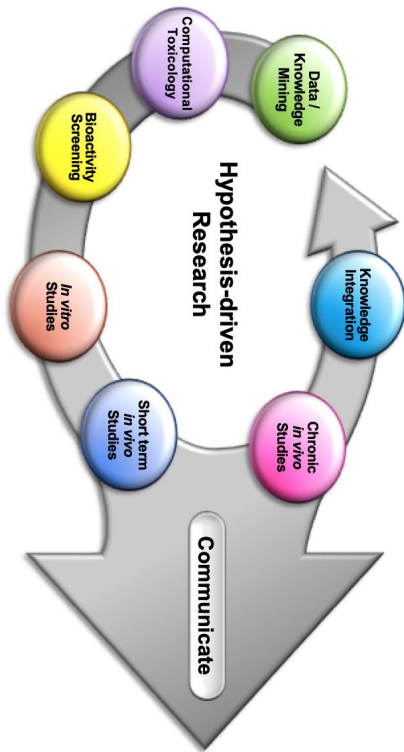 Data /
Knowledge
Mining
Computational
Toxicology
Bioactivity
Screening
In vitro
Studies
Short term
in vivo
Studies
Chronic
in vivo
Studies
Knowledge
Integration
Hypothesis-driven
Research
Communicate